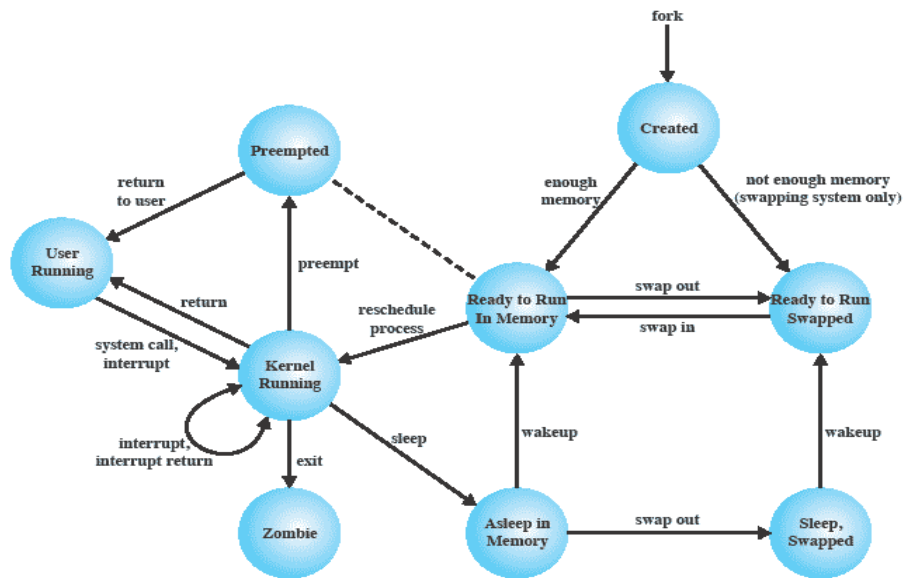 fork
Created
Preempted
return
to user
enough
memory
not enough memory
(swapping system only)
User
Running
preempt
return
Ready to Run
In Memory
swap out
swap in
Ready to Run
Swapped
reschedule
process
system call,
interrupt
Kernel
Running
interrupt,
interrupt return
sleep
wakeup
wakeup
exit
Zombie
Asleep in
Memory
swap out
Sleep,
Swapped